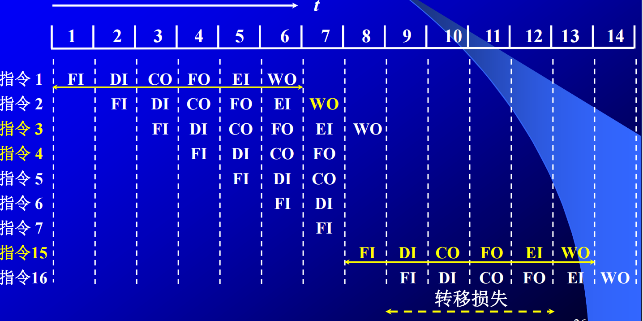 t
1 2 3 4 5 6 7 8 9 10 11 12 13 14
指令 1 FI DI CO FO EI WO
指令 2 FI DI CO FO EI WO
指令 3 FI DI CO FO EI WO
指令 4 FI DI CO FO
指令 5 FI DI CO
指令 6 FI DI
指令 7 FI
指令15 FI DI CO FO EI WO
指令16 FI DI CO FO EI WO
转移损失